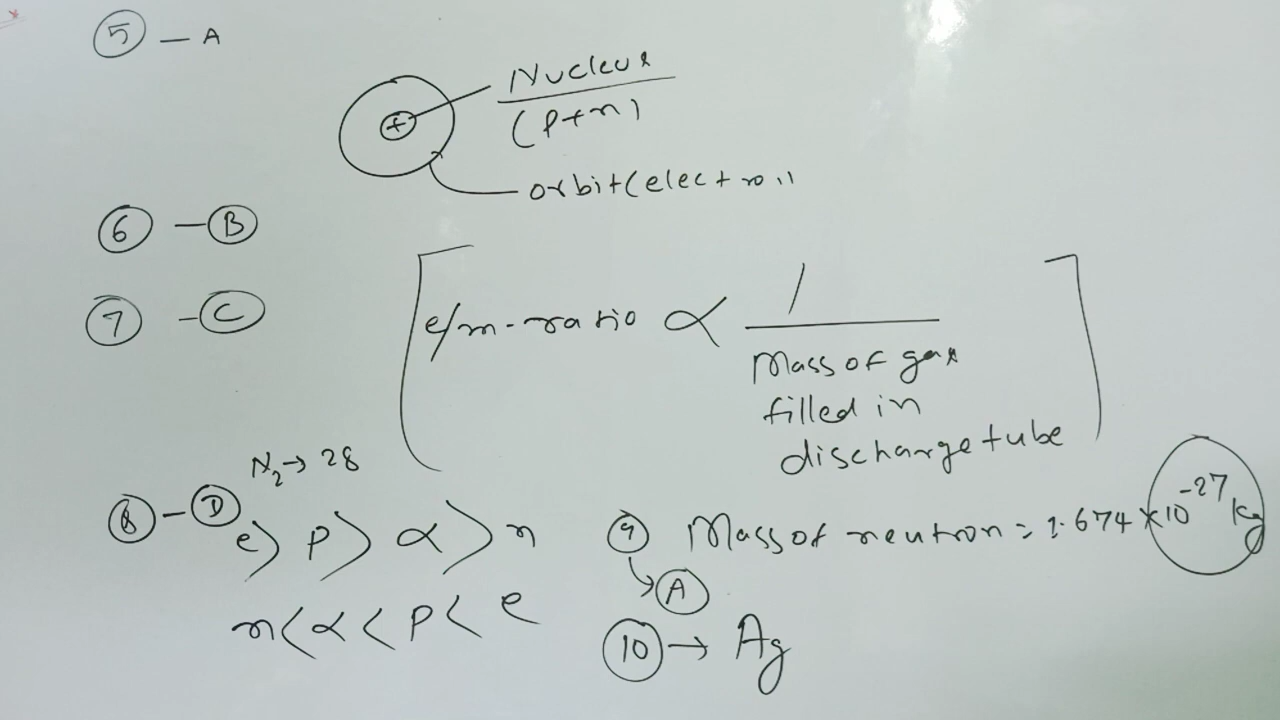 5 - A
Nucleus
(P+n)
orbit(electron
6 - B
7 - C
e/m-ratio ∝ 1
Mass of gas
filled in
discharge tube
N2 → 28
8 - D
e > p > α > n
n < α < p < e
9 Mass of neutron = 1.674 × 10^-27 kg
A
10 → Ag